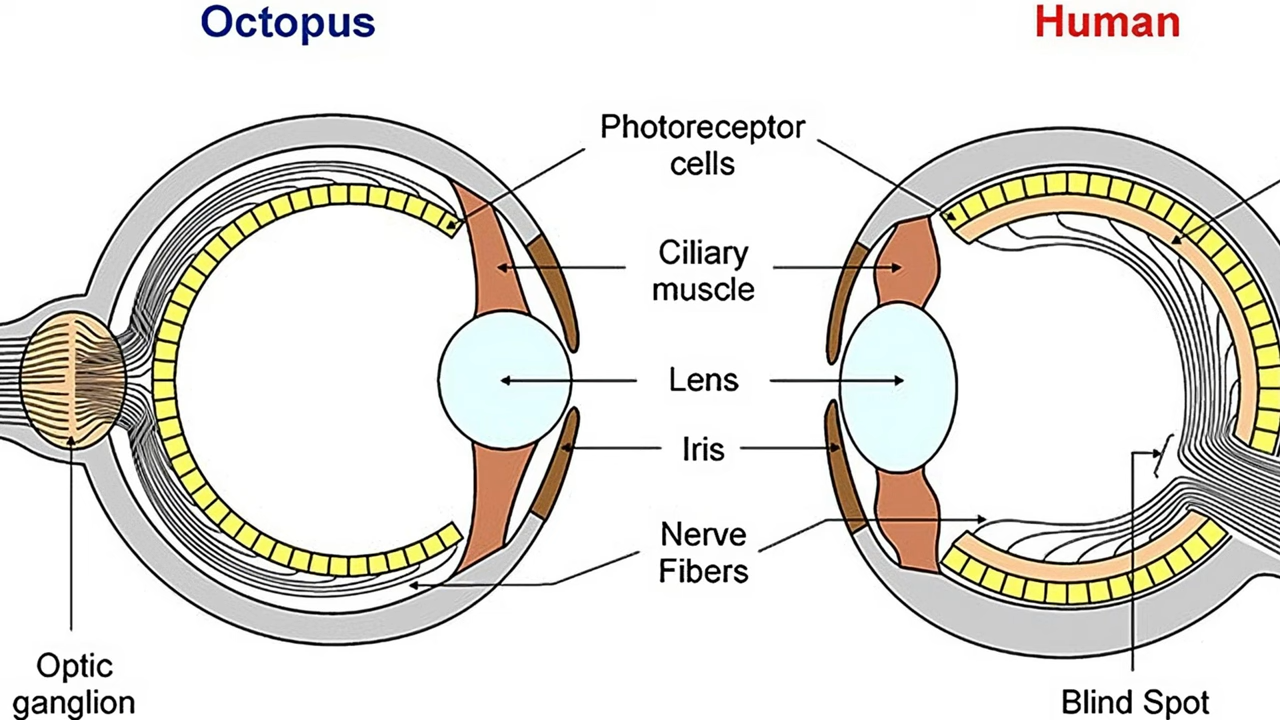 Octopus
Human
Photoreceptor
cells
Ciliary
muscle
Lens
Iris
Nerve
Fibers
Optic
ganglion
Blind Spot